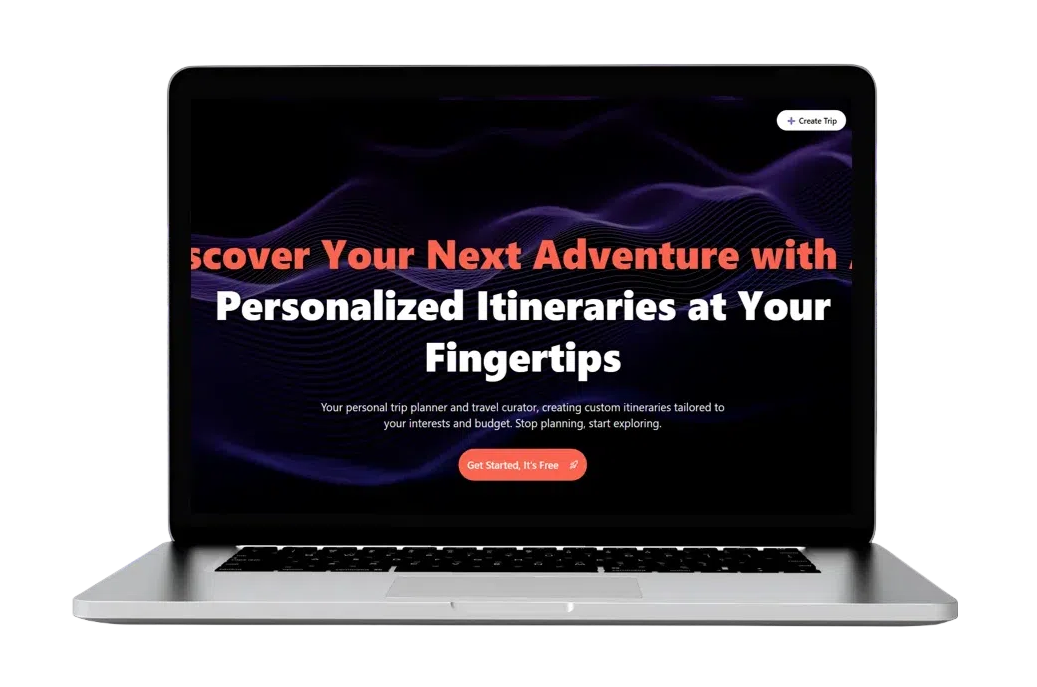 Create Trip
scover Your Next Adventure with
Personalized Itineraries at Your
Fingertips
Your personal trip planner and travel curator, creating custom itineraries tailored to
your interests and budget. Stop planning, start exploring.
Get Started, It's Free